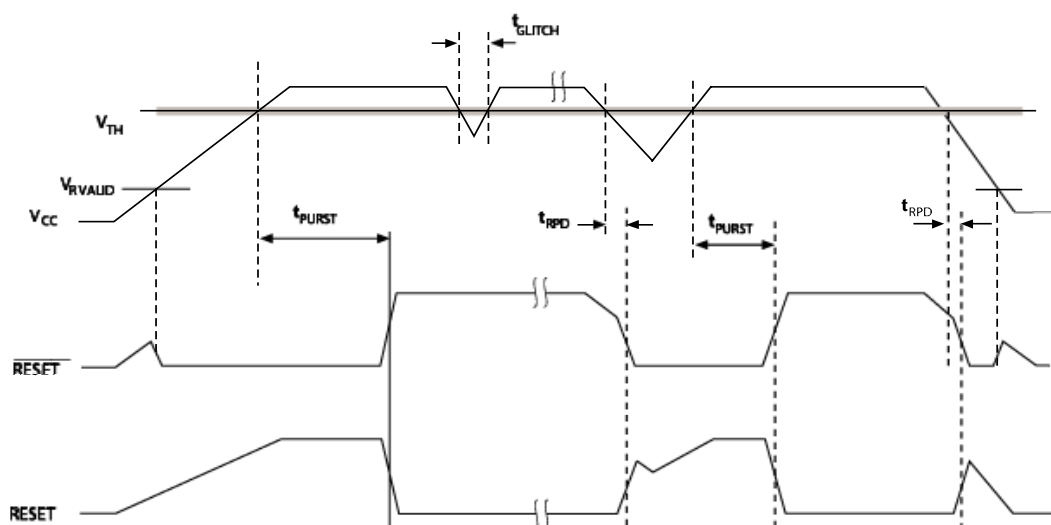 tGLITCH
VTH
VRVALID
VCC
tPURST
tRPD
tPURST
tRPD
RESET
RESET